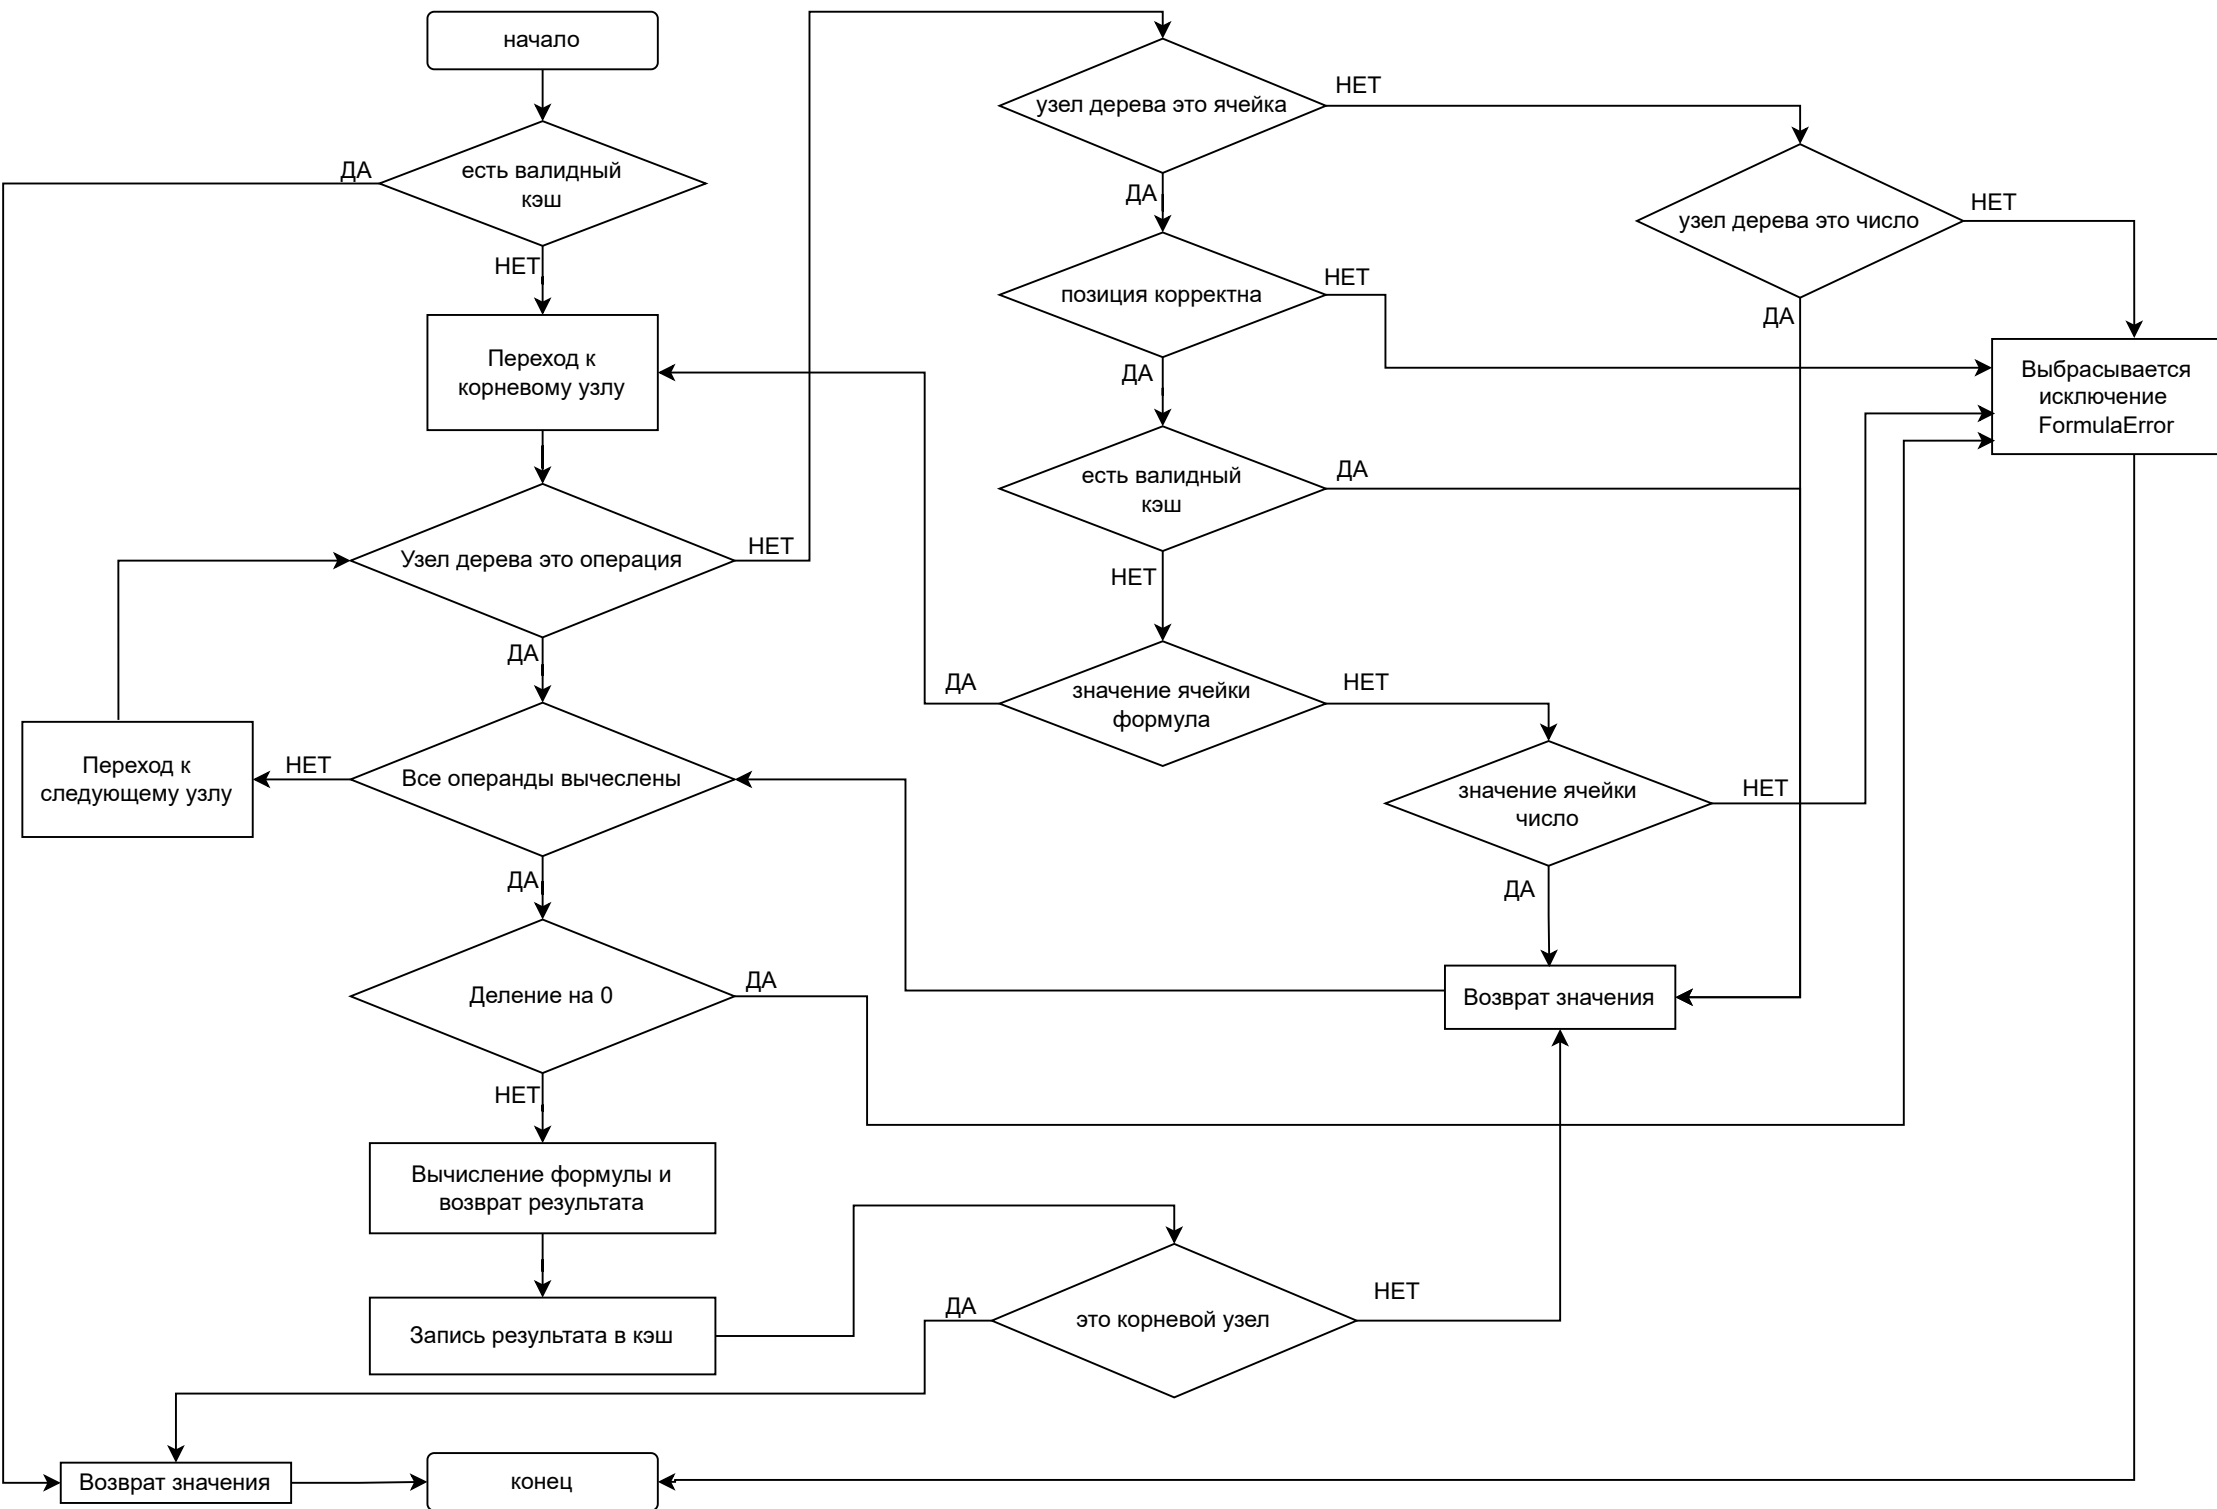 начало
ДА
есть валидный
кэш
НЕТ
Переход к
корневому узлу
Узел дерева это операция
НЕТ
ДА
Переход к
следующему узлу
НЕТ
Все операнды вычеслены
ДА
Деление на 0
ДА
НЕТ
Вычисление формулы и
возврат результата
Запись результата в кэш
узел дерева это ячейка
НЕТ
ДА
узел дерева это число
НЕТ
ДА
позиция корректна
НЕТ
ДА
Выбрасывается
исключение
FormulaError
есть валидный
кэш
ДА
НЕТ
ДА
значение ячейки
формула
НЕТ
значение ячейки
число
НЕТ
ДА
Возврат значения
ДА
это корневой узел
НЕТ
Возврат значения
конец